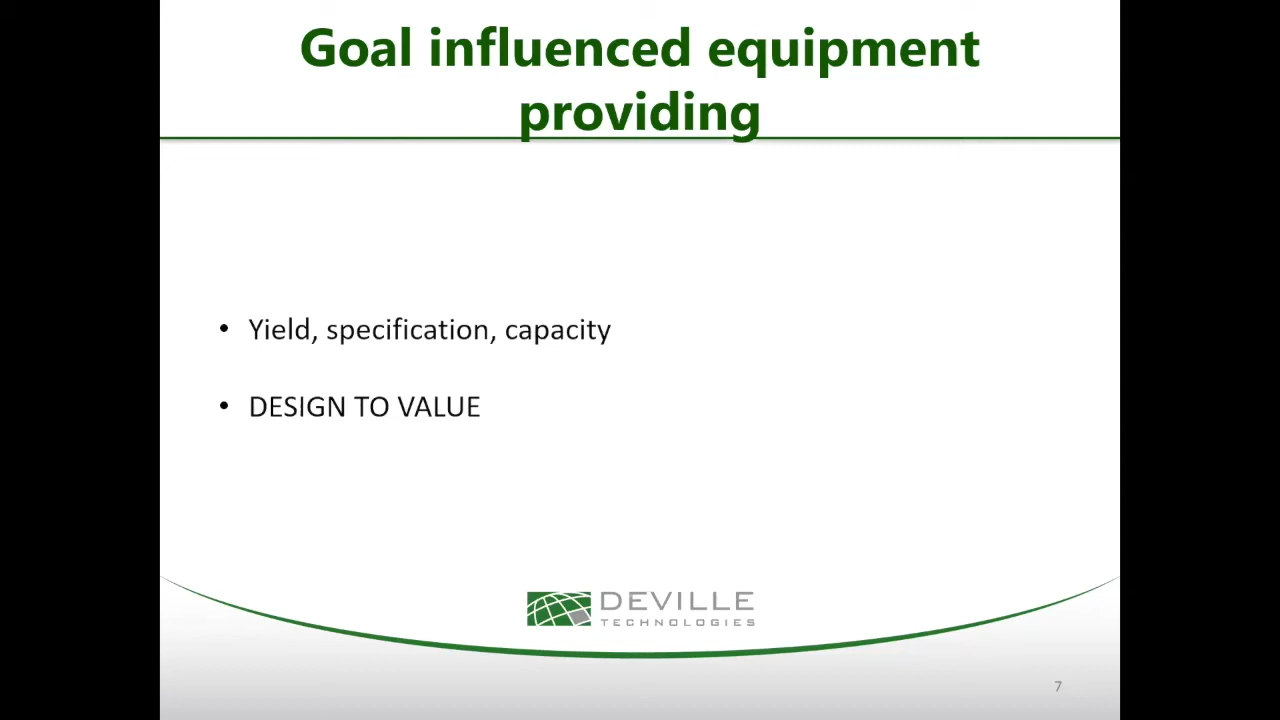 Goal influenced equipment
providing
• Yield, specification, capacity
• DESIGN TO VALUE
DEVILLE
TECHNOLOGIES
7